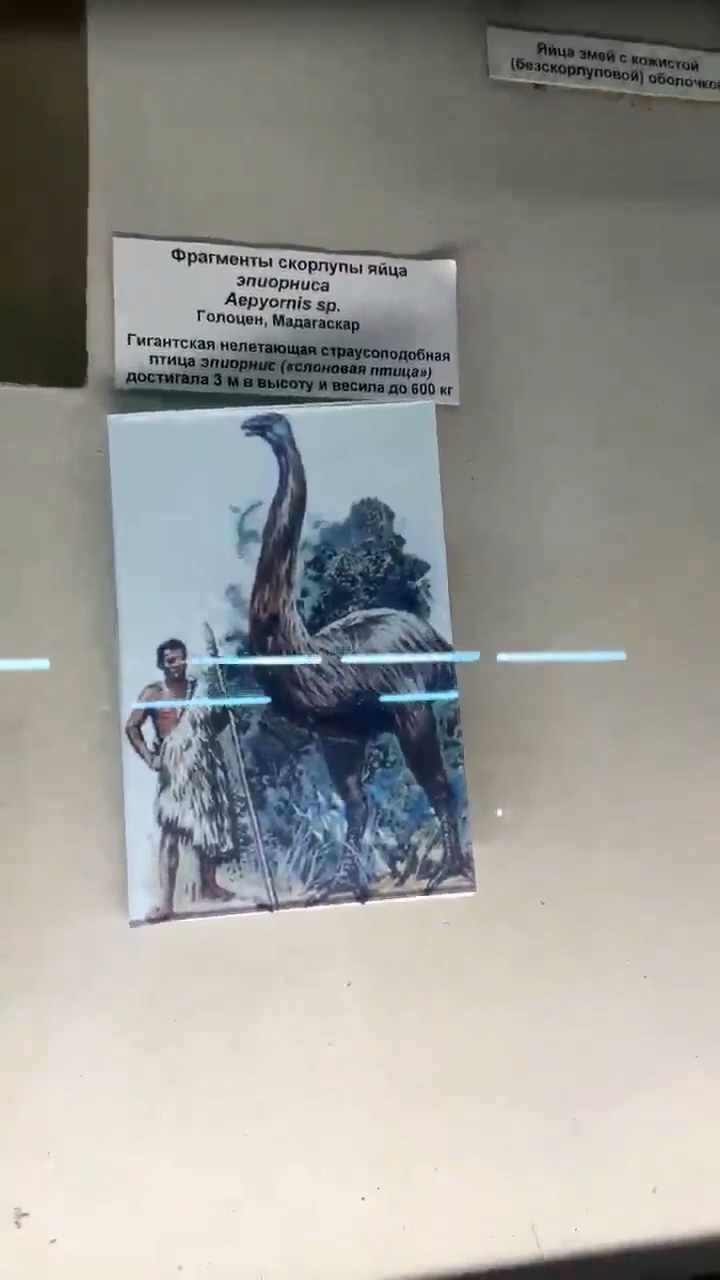 Яйца змей с кожистой
(безскорлуповой) оболочкой
Фрагменты скорлупы яйца
эпиорниса
Aepyornis sp.
Голоцен, Мадагаскар
Гигантская нелетающая страусоподобная
птица эпиорнис («слоновая птица»)
достигала 3 м в высоту и весила до 600 кг